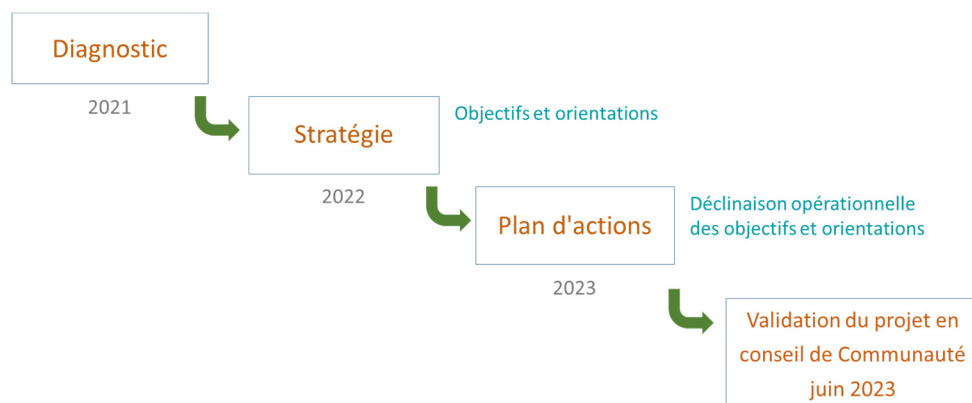 Diagnostic
2021
Stratégie
Objectifs et orientations
2022
Plan d'actions
Déclinaison opérationnelle
des objectifs et orientations
2023
Validation du projet en
conseil de Communauté
juin 2023